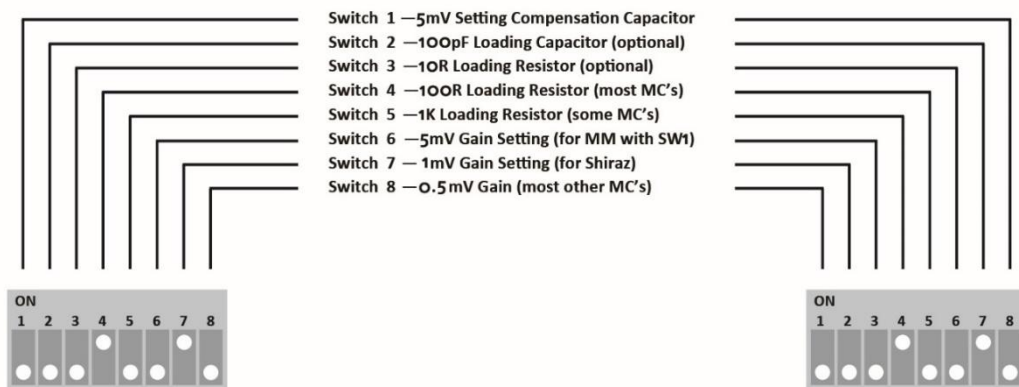 Switch 1 —5mV Setting Compensation Capacitor
Switch 2 —100pF Loading Capacitor (optional)
Switch 3 —10R Loading Resistor (optional)
Switch 4 —100R Loading Resistor (most MC's)
Switch 5 —1K Loading Resistor (some MC's)
Switch 6 —5mV Gain Setting (for MM with SW1)
Switch 7 — 1mV Gain Setting (for Shiraz)
Switch 8 —0.5mV Gain (most other MC's)
ON
1 2 3 4 5 6 7 8
ON
1 2 3 4 5 6 7 8